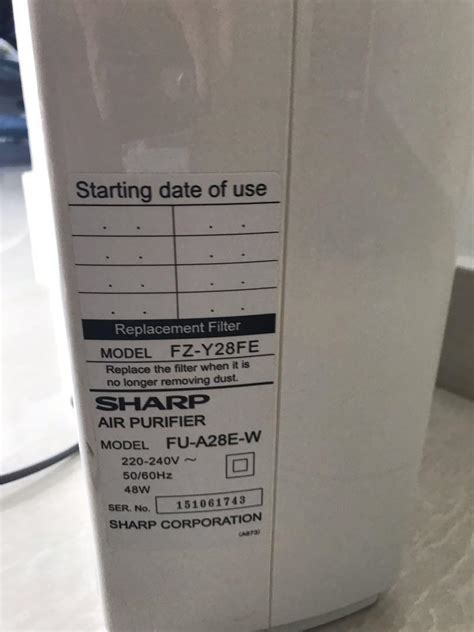 Starting date of use
. . . .
. . . .
. . . .
. . . .
Replacement Filter
MODEL FZ-Y28FE
Replace the filter when it is
no longer removing dust.
SHARP
AIR PURIFIER
MODEL FU-A28E-W
220-240V ~
50/60Hz
48W
SER. No. 151061743
SHARP CORPORATION
(A873)